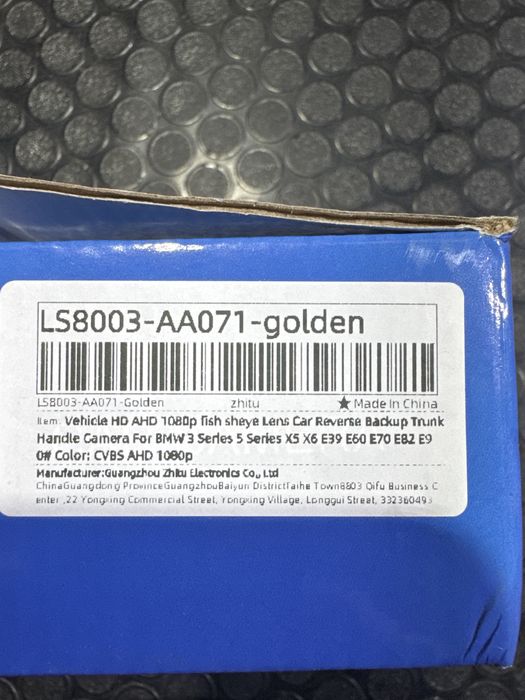 LS8003-AA071-golden
LS8003-AA071-Golden zhitu ★ Made In China
Item: Vehicle HD AHD 1080p fish sheye Lens Car Reverse Backup Trunk
Handle Camera For BMW 3 Series 5 Series X5 X6 E39 E60 E70 E82 E9
0# Color: CVBS AHD 1080p
Manufacturer:Guangzhou Zhitu Electronics Co., Ltd
ChinaGuangdong ProvinceGuangzhouBaiyun DistrictTaihe Town8803 Qifu Business C
enter ,22 Yongxing Commercial Street, Yongxing Village, Longgui Street, 332360493